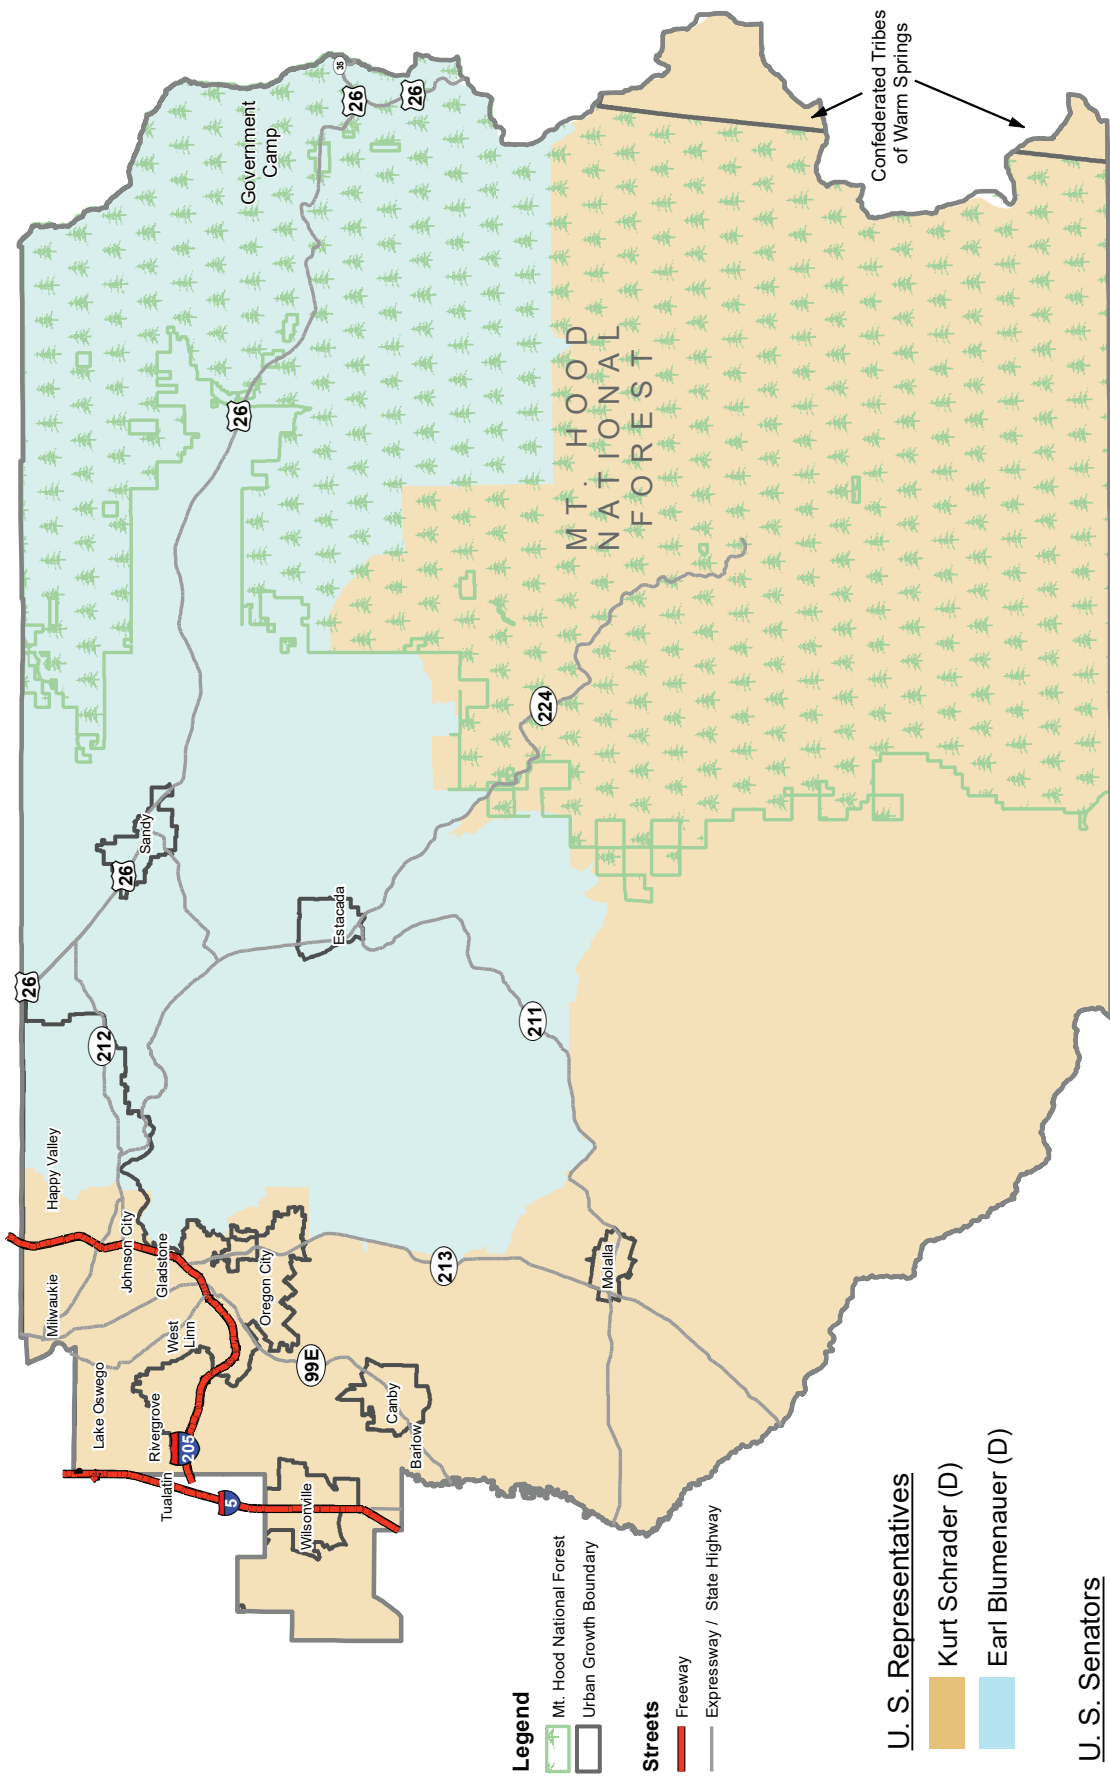 26
35
Government
Camp
26
26
26
Confederated Tribes
of Warm Springs
MT. HOOD
NATIONAL
FOREST
Sandy
26
Estacada
224
212
211
Happy Valley
Milwaukie
Johnson City
Gladstone
Oregon City
213
Molalla
West
Linn
Lake Oswego
Rivergrove
Tualatin
205
5
99E
Canby
Barlow
Wilsonville
Legend
Mt. Hood National Forest
Urban Growth Boundary
Streets
Freeway
Expressway / State Highway
U. S. Representatives
Kurt Schrader (D)
Earl Blumenauer (D)
U. S. Senators